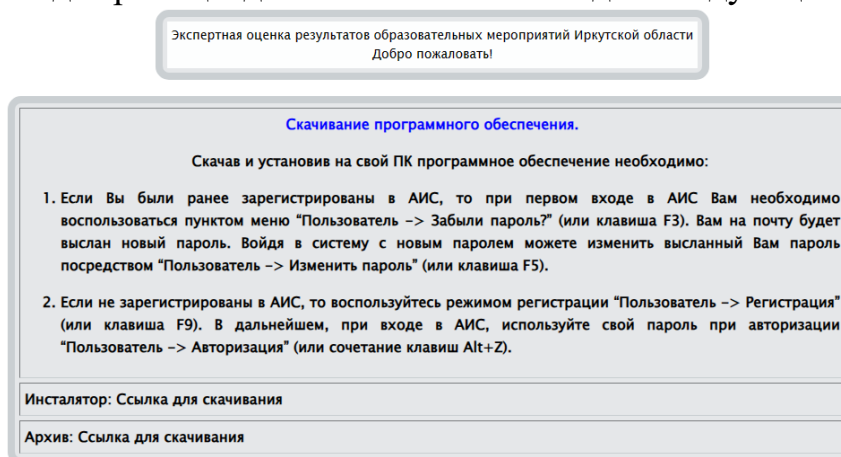 Экспертная оценка результатов образовательных мероприятий Иркутской области
Добро пожаловать!
Скачивание программного обеспечения.
Скачав и установив на свой ПК программное обеспечение необходимо:
1. Если Вы были ранее зарегистрированы в АИС, то при первом входе в АИС Вам необходимо
воспользоваться пунктом меню “Пользователь –> Забыли пароль?” (или клавиша F3). Вам на почту будет
выслан новый пароль. Войдя в систему с новым паролем можете изменить высланный Вам пароль
посредством “Пользователь –> Изменить пароль” (или клавиша F5).
2. Если не зарегистрированы в АИС, то воспользуйтесь режимом регистрации “Пользователь –> Регистрация”
(или клавиша F9). В дальнейшем, при входе в АИС, используйте свой пароль при авторизации
“Пользователь –> Авторизация” (или сочетание клавиш Alt+Z).
Инсталятор: Ссылка для скачивания
Архив: Ссылка для скачивания